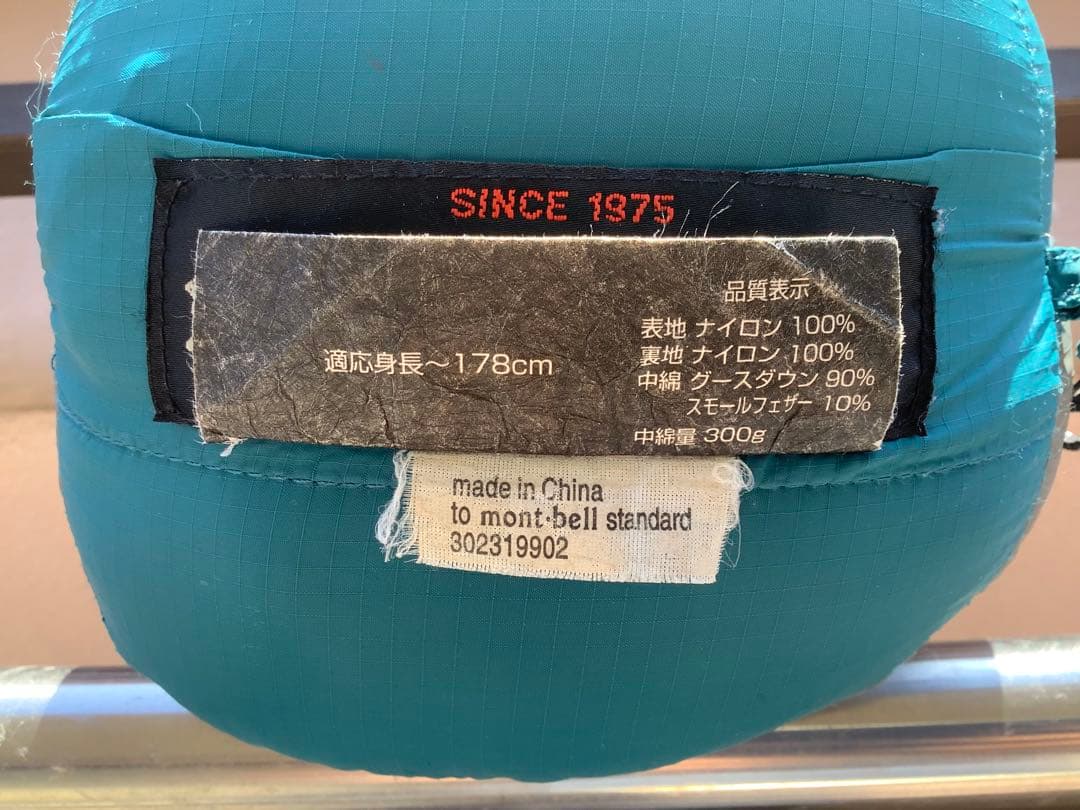 SINCE 1975
適応身長〜178cm
品質表示
表地 ナイロン 100%
裏地 ナイロン 100%
中綿 グースダウン 90%
スモールフェザー 10%
中綿量 300g
made in China
to mont-bell standard
302319902